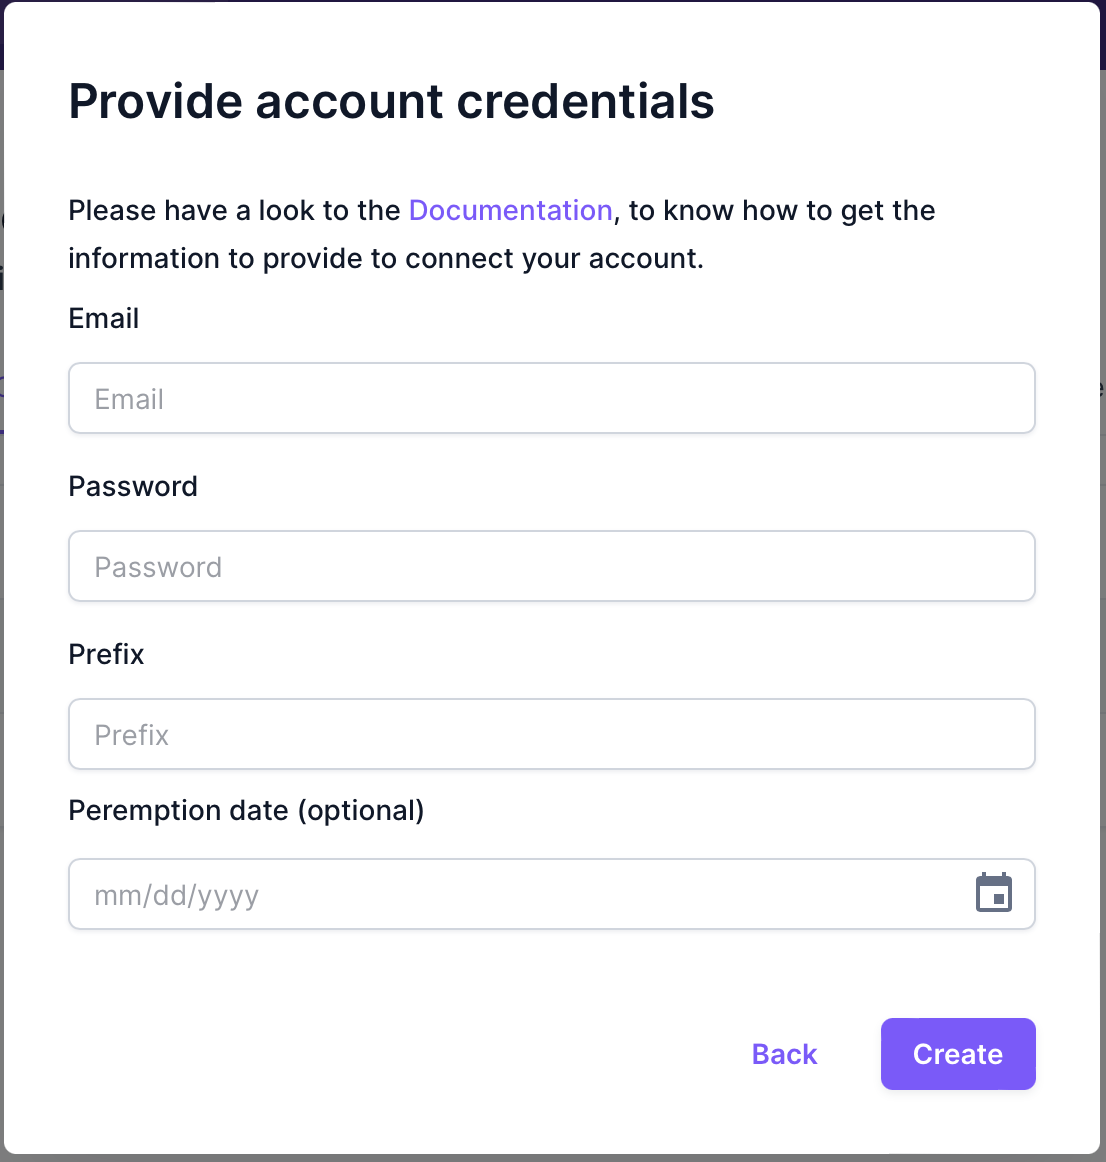 Provide account credentials
Please have a look to the Documentation, to know how to get the
information to provide to connect your account.
Email
Email
Password
Password
Prefix
Prefix
Peremption date (optional)
mm/dd/yyyy
Back
Create